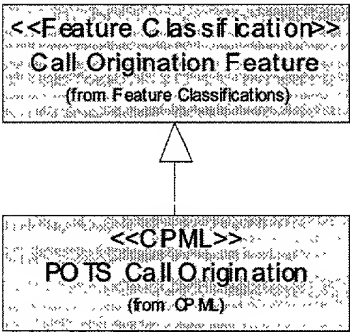 <<Feature Classification>>
Call Origination Feature
(from Feature Classifications)
<<CPML>>
POTS Call Origination
(from CPML)